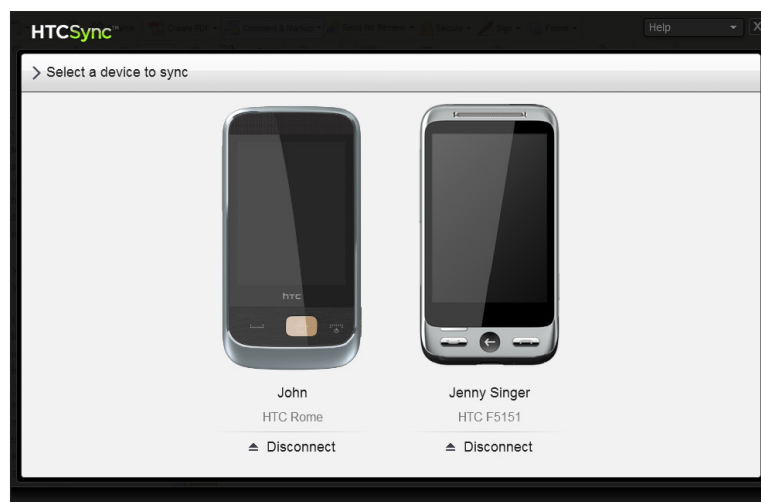 HTCSync™
Help
Select a device to sync
hTC
John
Jenny Singer
HTC Rome
HTC F5151
Disconnect
Disconnect